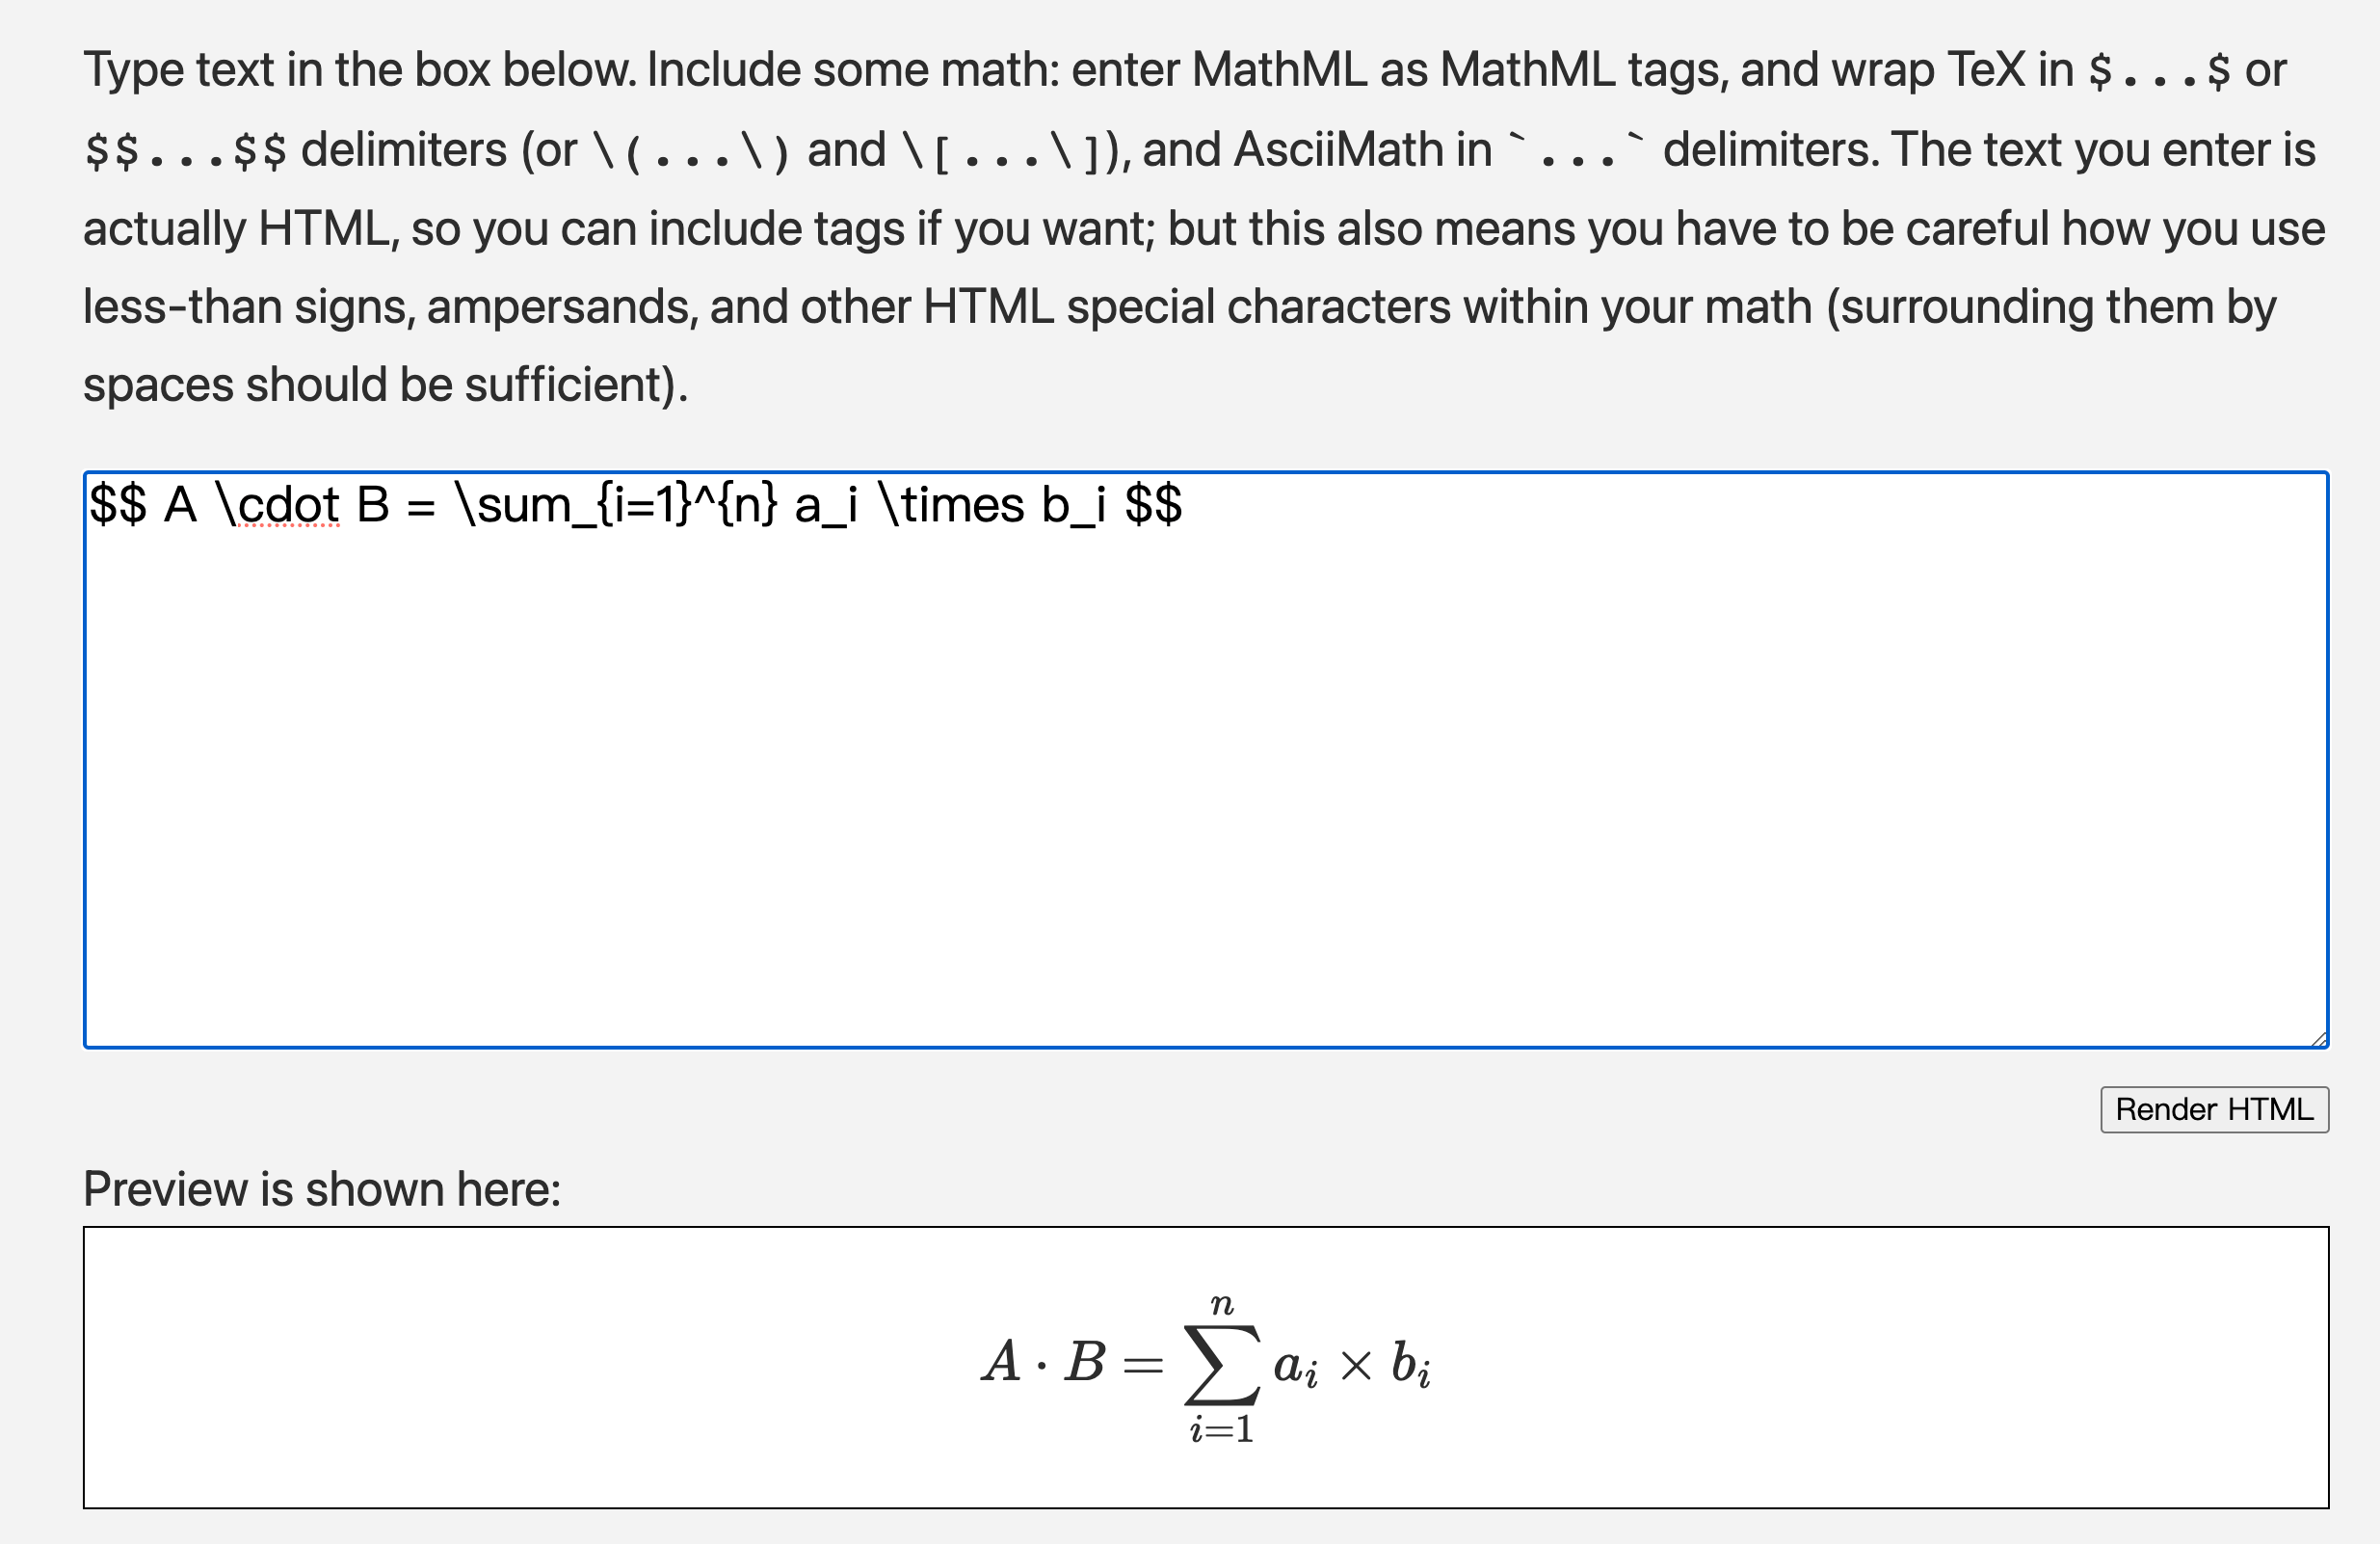 Type text in the box below. Include some math: enter MathML as MathML tags, and wrap TeX in $...$ or
$$...$$ delimiters (or \(...\) and \[...\]), and AsciiMath in `...` delimiters. The text you enter is
actually HTML, so you can include tags if you want; but this also means you have to be careful how you use
less-than signs, ampersands, and other HTML special characters within your math (surrounding them by
spaces should be sufficient).
$$ A \cdot B = \sum_{i=1}^{n} a_i \times b_i $$
Render HTML
Preview is shown here:
A · B = ∑_{i=1}^{n} a_i × b_i